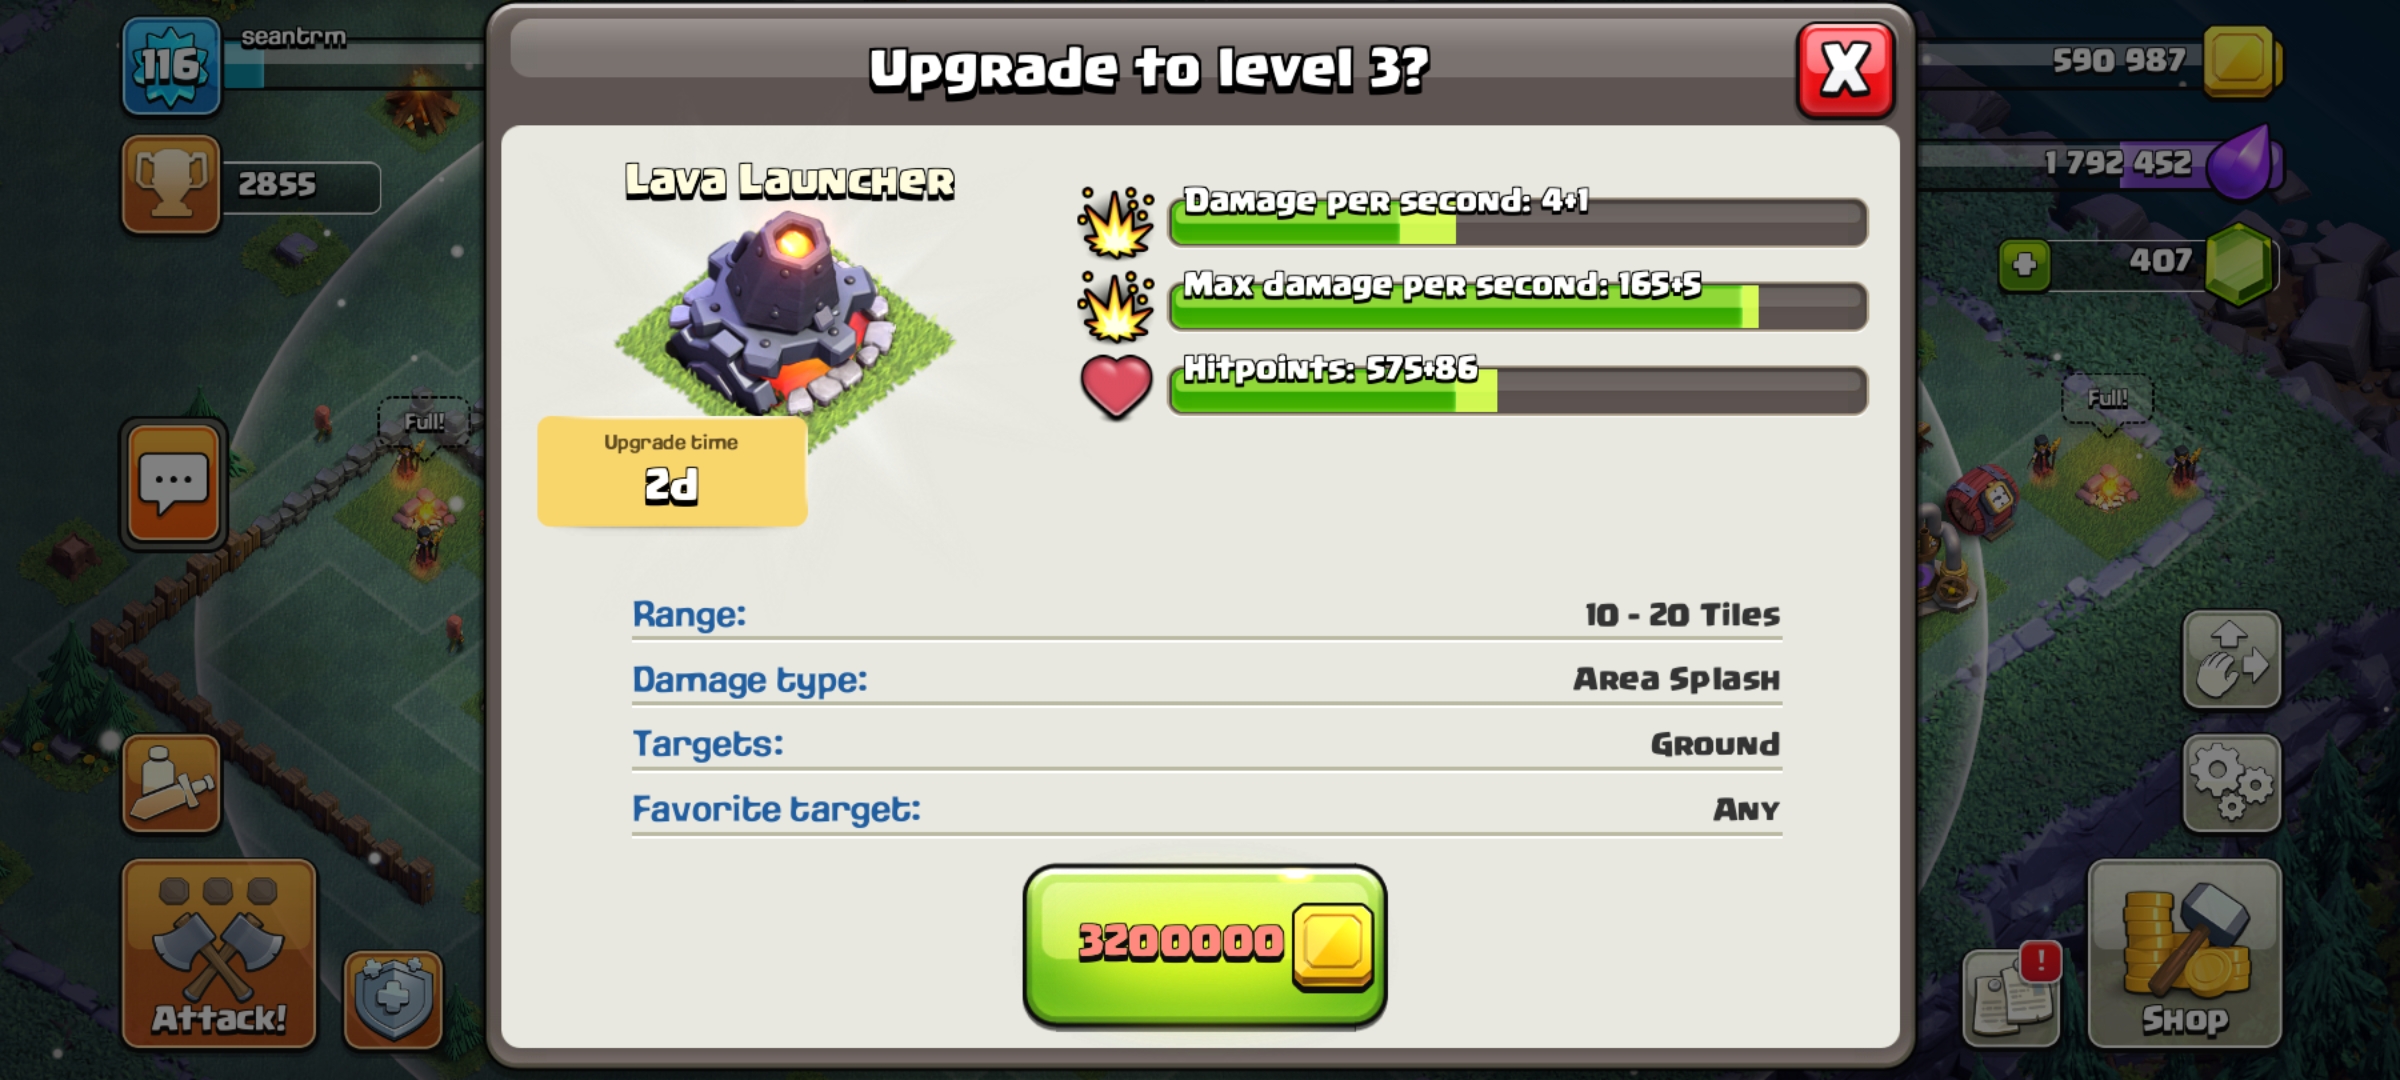 116
seantrm
2855
Full!
Attack!
Upgrade to level 3?
X
Lava Launcher
Upgrade time
2d
Damage per second: 4+1
Max damage per second: 165+5
Hitpoints: 575+86
Range: 10 - 20 Tiles
Damage type: Area Splash
Targets: Ground
Favorite target: Any
3200000
590 987
1 792 452
+ 407
Full!
!
Shop